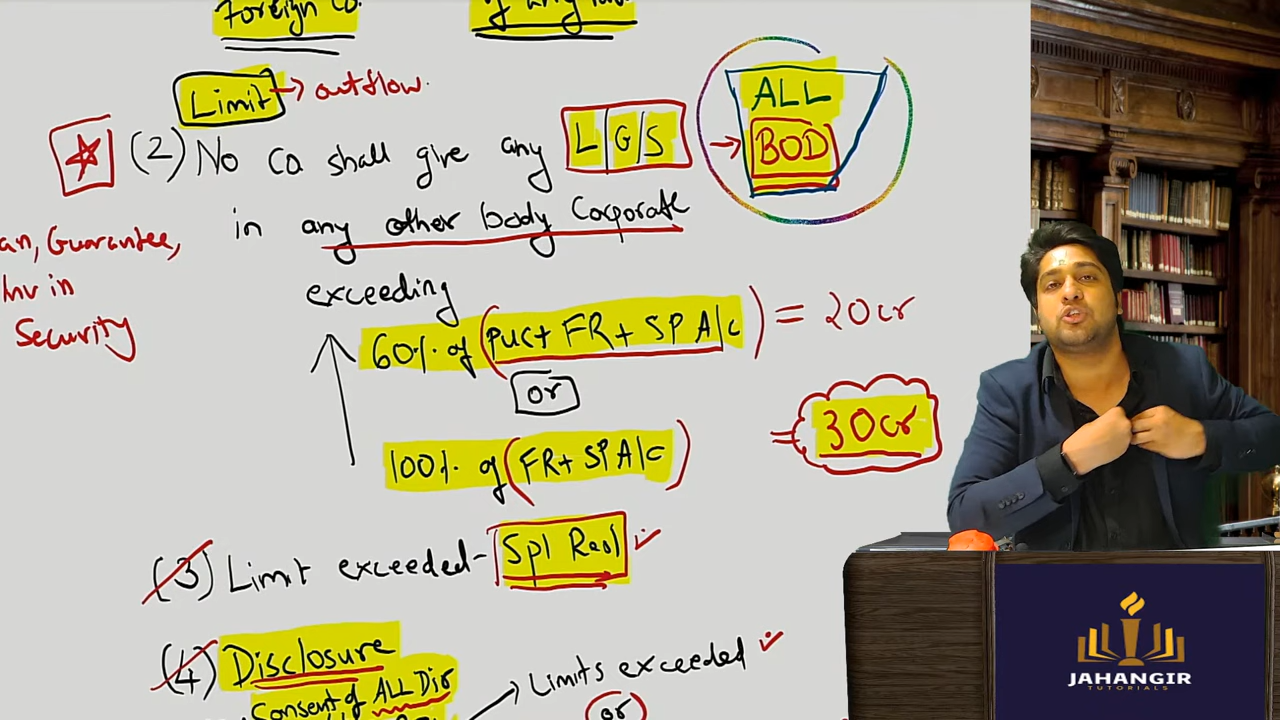 Foreign Co.
Limit → outflow.
ALL
BOD
(2) No Co shall give any L G S
in any other body Corporate
Guarantee,
Inv in
Security
exceeding
60% of (PUC+ FR + SP A/c) = 20cr
or
100% of (FR+ SP A/c) = 30cr
(3) Limit exceeded - Spl Resl
(4) Disclosure
Consent of ALL Dir
Limits exceeded
or
JAHANGIR
TUTORIALS